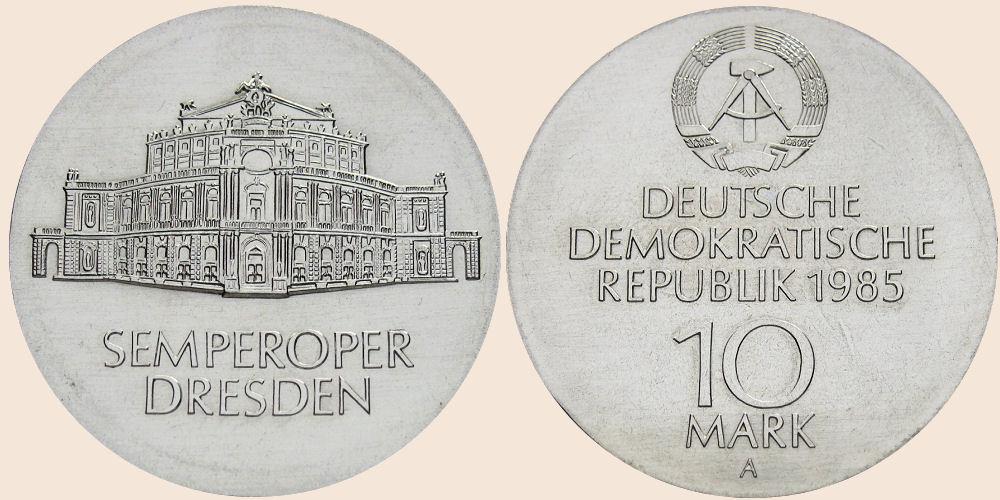 SEMPEROPER
DRESDEN
DEUTSCHE
DEMOKRATISCHE
REPUBLIK 1985
10
MARK
A